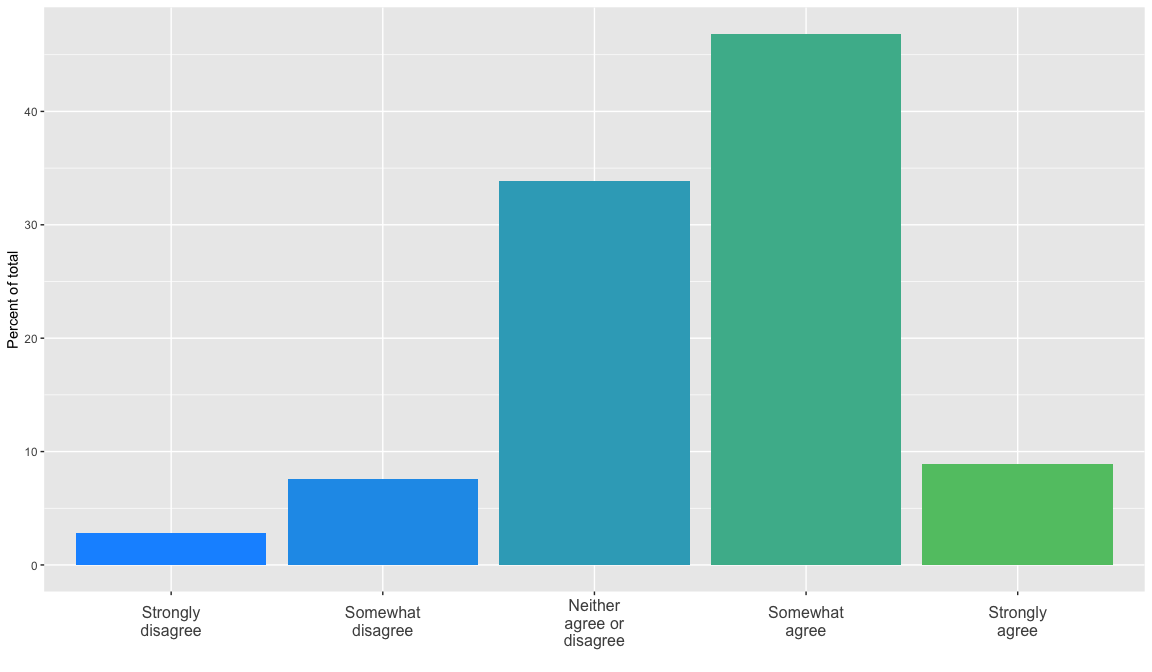 Percent of total
40
30
20
10
0
Strongly
disagree
Somewhat
disagree
Neither
agree or
disagree
Somewhat
agree
Strongly
agree